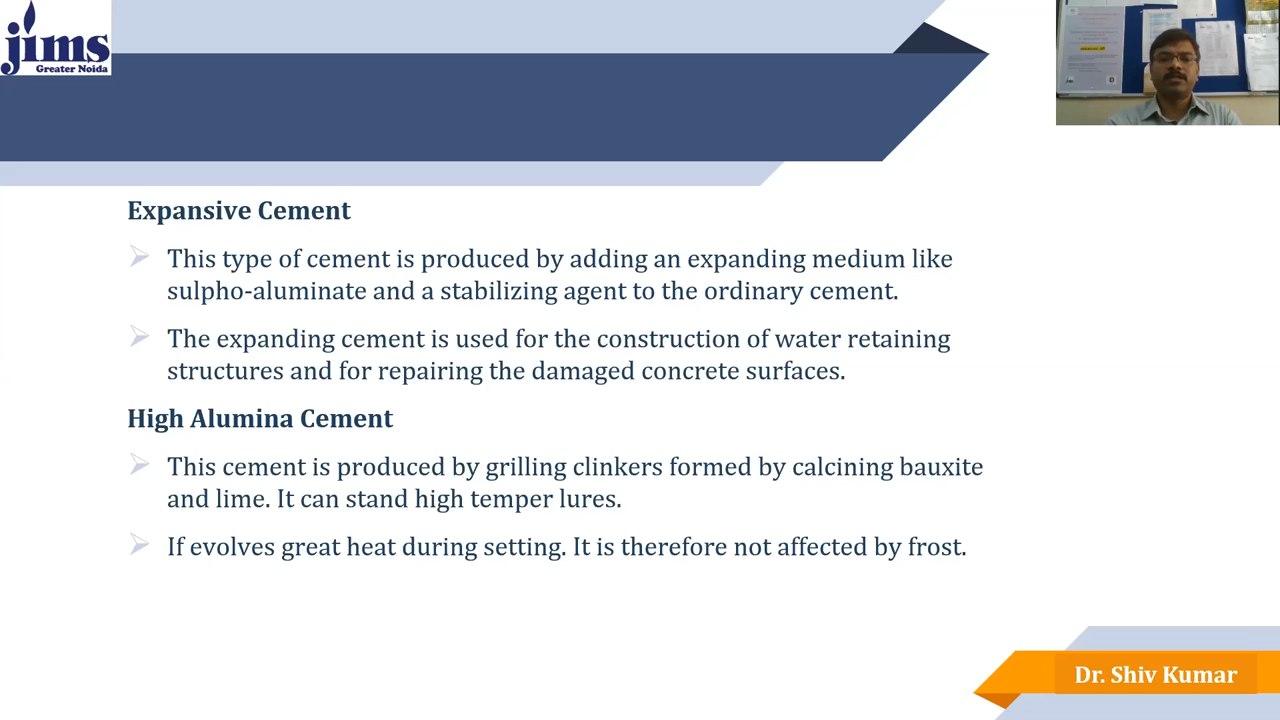 jims
Greater Noida
Expansive Cement
This type of cement is produced by adding an expanding medium like
sulpho-aluminate and a stabilizing agent to the ordinary cement.
The expanding cement is used for the construction of water retaining
structures and for repairing the damaged concrete surfaces.
High Alumina Cement
This cement is produced by grilling clinkers formed by calcining bauxite
and lime. It can stand high temper lures.
If evolves great heat during setting. It is therefore not affected by frost.
Dr. Shiv Kumar